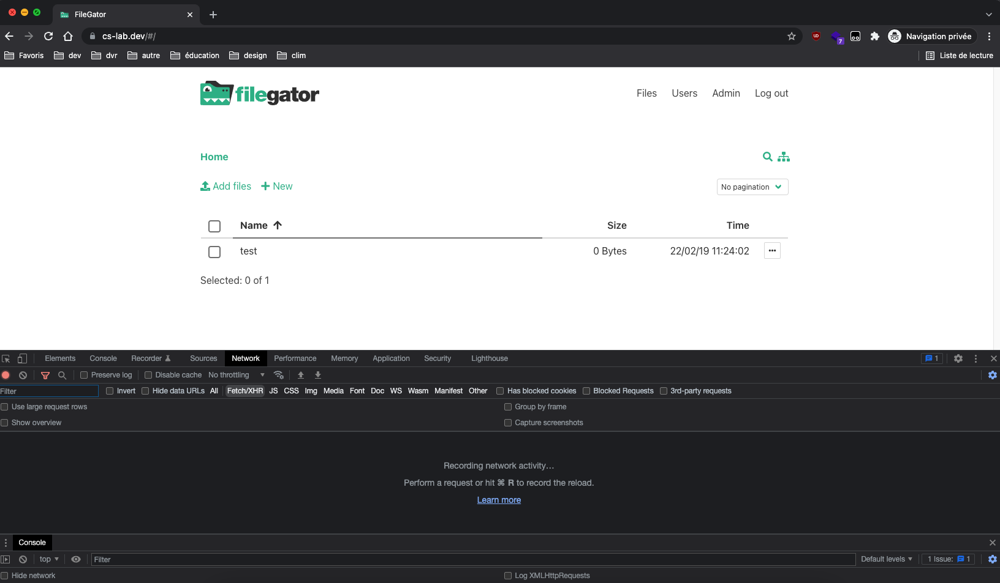 FileGator
cs-lab.dev/#/
7
Navigation privée
Favoris dev dvr autre éducation design clim
Liste de lecture
filegator
Files Users Admin Log out
Home
Add files New
No pagination
Name Size Time
test 0 Bytes 22/02/19 11:24:02
Selected: 0 of 1
Elements Console Recorder Sources Network Performance Memory Application Security Lighthouse 1
Preserve log Disable cache No throttling
Filter Invert Hide data URLs All Fetch/XHR JS CSS Img Media Font Doc WS Wasm Manifest Other Has blocked cookies Blocked Requests 3rd-party requests
Use large request rows Group by frame
Show overview Capture screenshots
Recording network activity…
Perform a request or hit ⌘ R to record the reload.
Learn more
Console
top Filter Default levels 1 Issue: 1
Hide network Log XMLHttpRequests